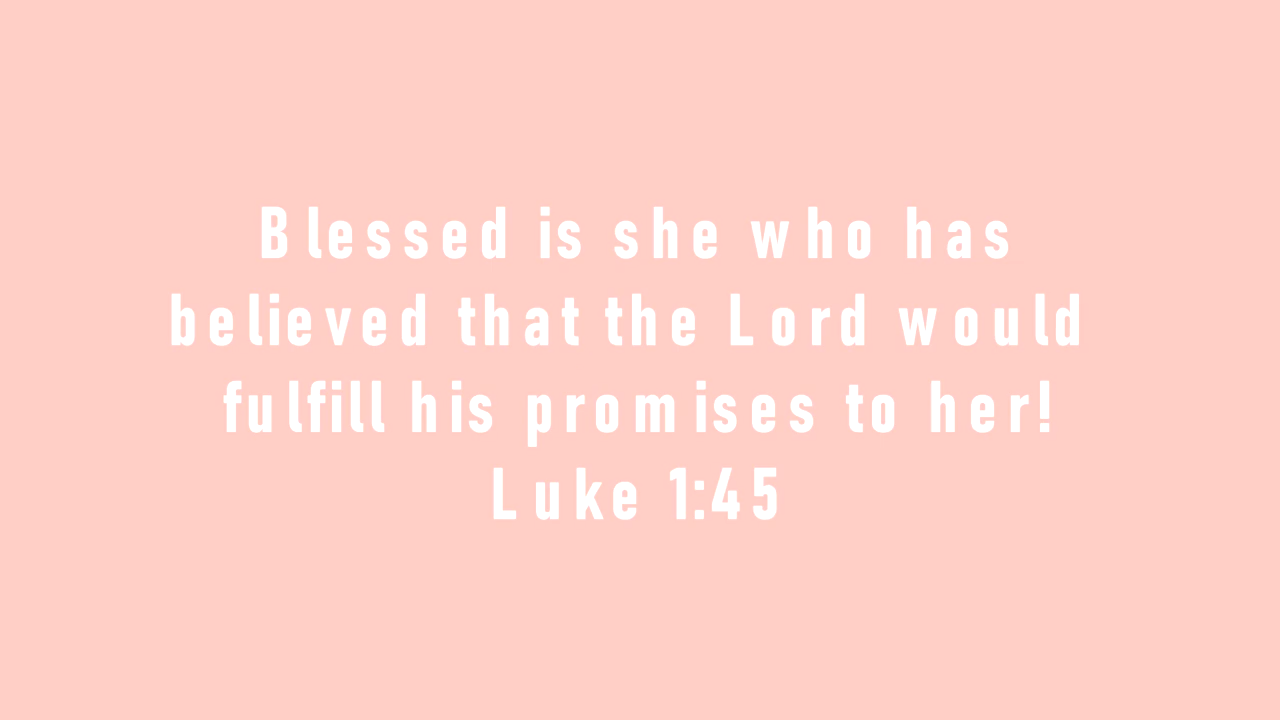 Blessed is she who has
believed that the Lord would
fulfill his promises to her!
Luke 1:45